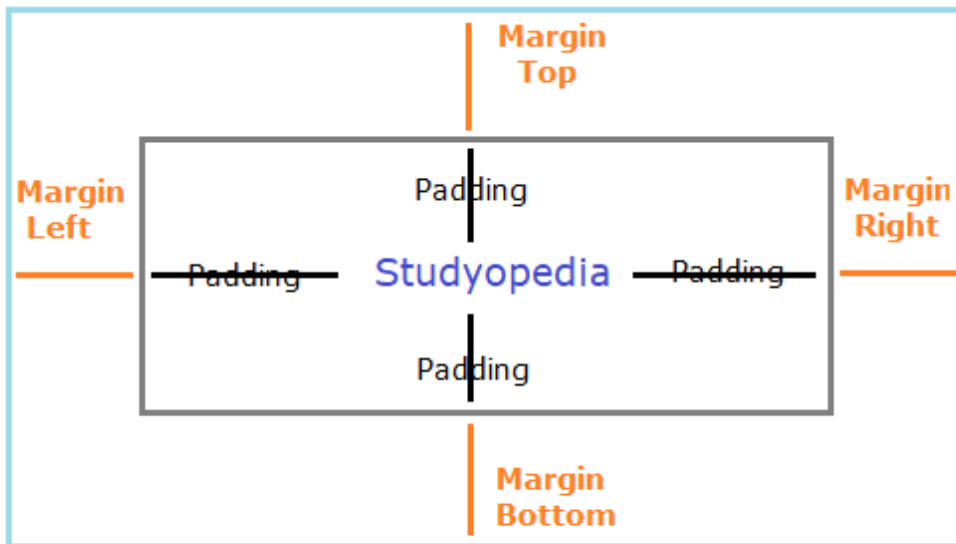 Margin
Top
Padding
Margin
Left
Margin
Right
Padding
Studyopedia
Padding
Padding
Margin
Bottom